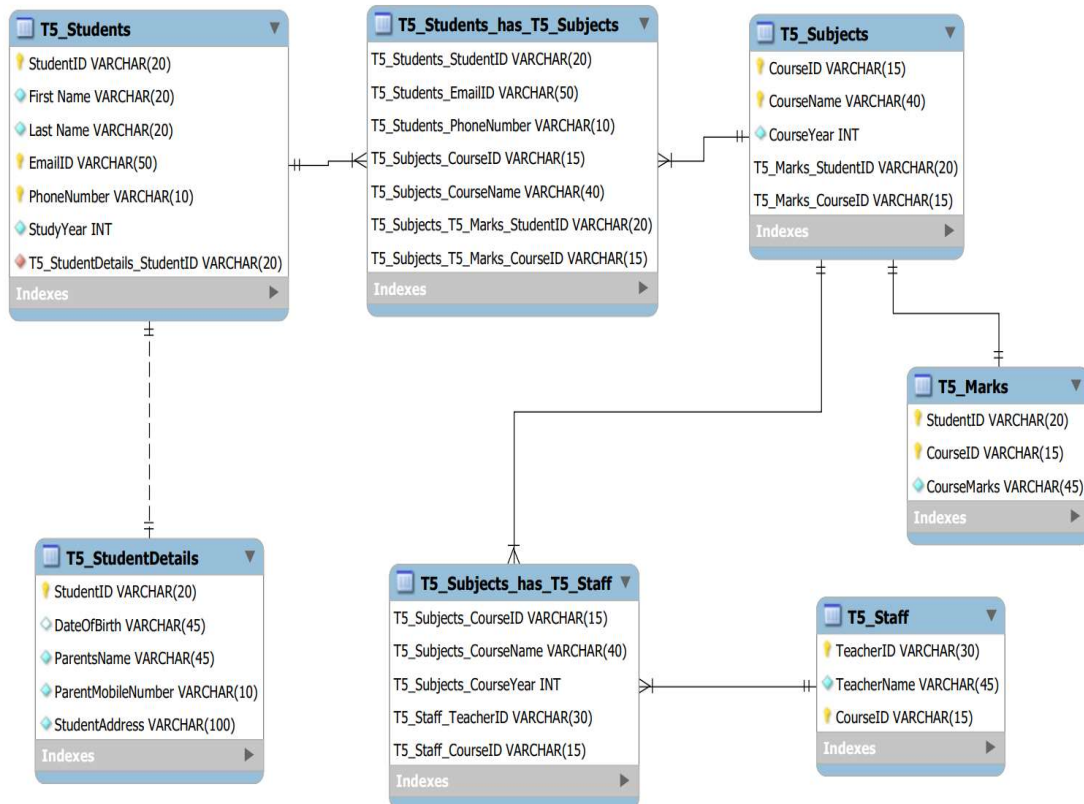 T5_Students
StudentID VARCHAR(20)
First Name VARCHAR(20)
Last Name VARCHAR(20)
EmailID VARCHAR(50)
PhoneNumber VARCHAR(10)
StudyYear INT
T5_StudentDetails_StudentID VARCHAR(20)
Indexes
T5_Students_has_T5_Subjects
T5_Students_StudentID VARCHAR(20)
T5_Students_EmailID VARCHAR(50)
T5_Students_PhoneNumber VARCHAR(10)
T5_Subjects_CourseID VARCHAR(15)
T5_Subjects_CourseName VARCHAR(40)
T5_Subjects_T5_Marks_StudentID VARCHAR(20)
T5_Subjects_T5_Marks_CourseID VARCHAR(15)
Indexes
T5_Subjects
CourseID VARCHAR(15)
CourseName VARCHAR(40)
CourseYear INT
T5_Marks_StudentID VARCHAR(20)
T5_Marks_CourseID VARCHAR(15)
Indexes
T5_Marks
StudentID VARCHAR(20)
CourseID VARCHAR(15)
CourseMarks VARCHAR(45)
Indexes
T5_StudentDetails
StudentID VARCHAR(20)
DateOfBirth VARCHAR(45)
ParentsName VARCHAR(45)
ParentMobileNumber VARCHAR(10)
StudentAddress VARCHAR(100)
Indexes
T5_Subjects_has_T5_Staff
T5_Subjects_CourseID VARCHAR(15)
T5_Subjects_CourseName VARCHAR(40)
T5_Subjects_CourseYear INT
T5_Staff_TeacherID VARCHAR(30)
T5_Staff_CourseID VARCHAR(15)
Indexes
T5_Staff
TeacherID VARCHAR(30)
TeacherName VARCHAR(45)
CourseID VARCHAR(15)
Indexes